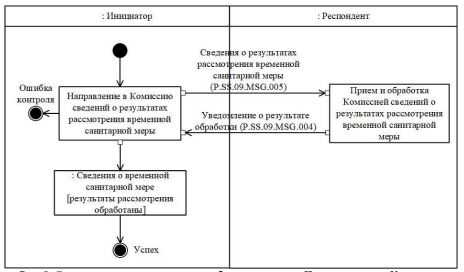 : Инициатор
: Респондент
Сведения о результатах
рассмотрения временной
санитарной меры
(P.SS.09.MSG.005)
Ошибка
контроля
Направление в Комиссию
сведений о результатах
рассмотрения временной
санитарной меры
Прием и обработка
Комиссией сведений о
результатах рассмотрения
временной санитарной
меры
Уведомление о результате
обработки (P.SS.09.MSG.004)
: Сведения о временной
санитарной мере
[результаты рассмотрения
обработаны]
Успех